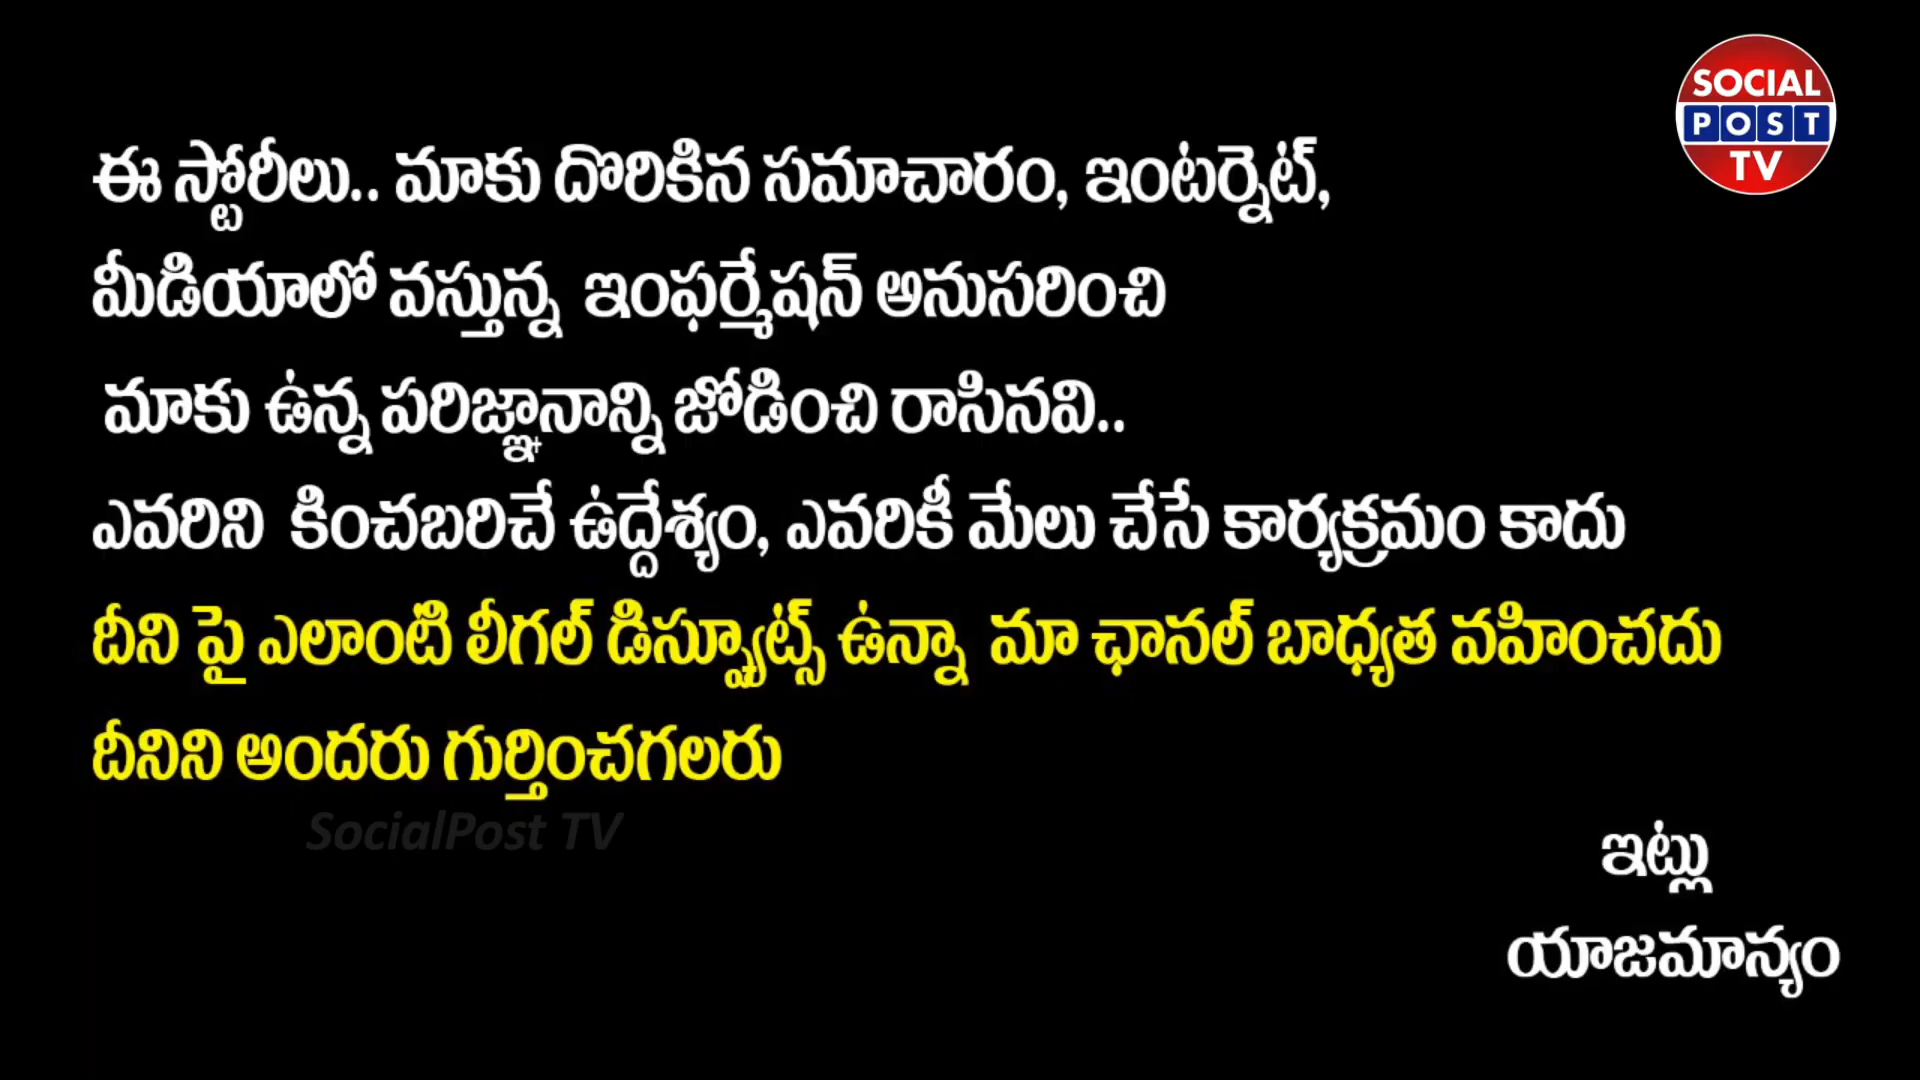 SOCIAL
POST
TV
ఈ స్టోరీలు.. మాకు దొరికిన సమాచారం, ఇంటర్నెట్,
మీడియాలో వస్తున్న ఇంఫర్మేషన్ అనుసరించి
మాకు ఉన్న పరిజ్ఞానాన్ని జోడించి రాసినవి..
ఎవరిని కించబరిచే ఉద్దేశ్యం, ఎవరికీ మేలు చేసే కార్యక్రమం కాదు
దీని పై ఎలాంటి లీగల్ డిస్ప్యూట్స్ ఉన్నా మా ఛానల్ బాధ్యత వహించదు
దీనిని అందరు గుర్తించగలరు
SocialPost TV
ఇట్లు
యాజమాన్యం